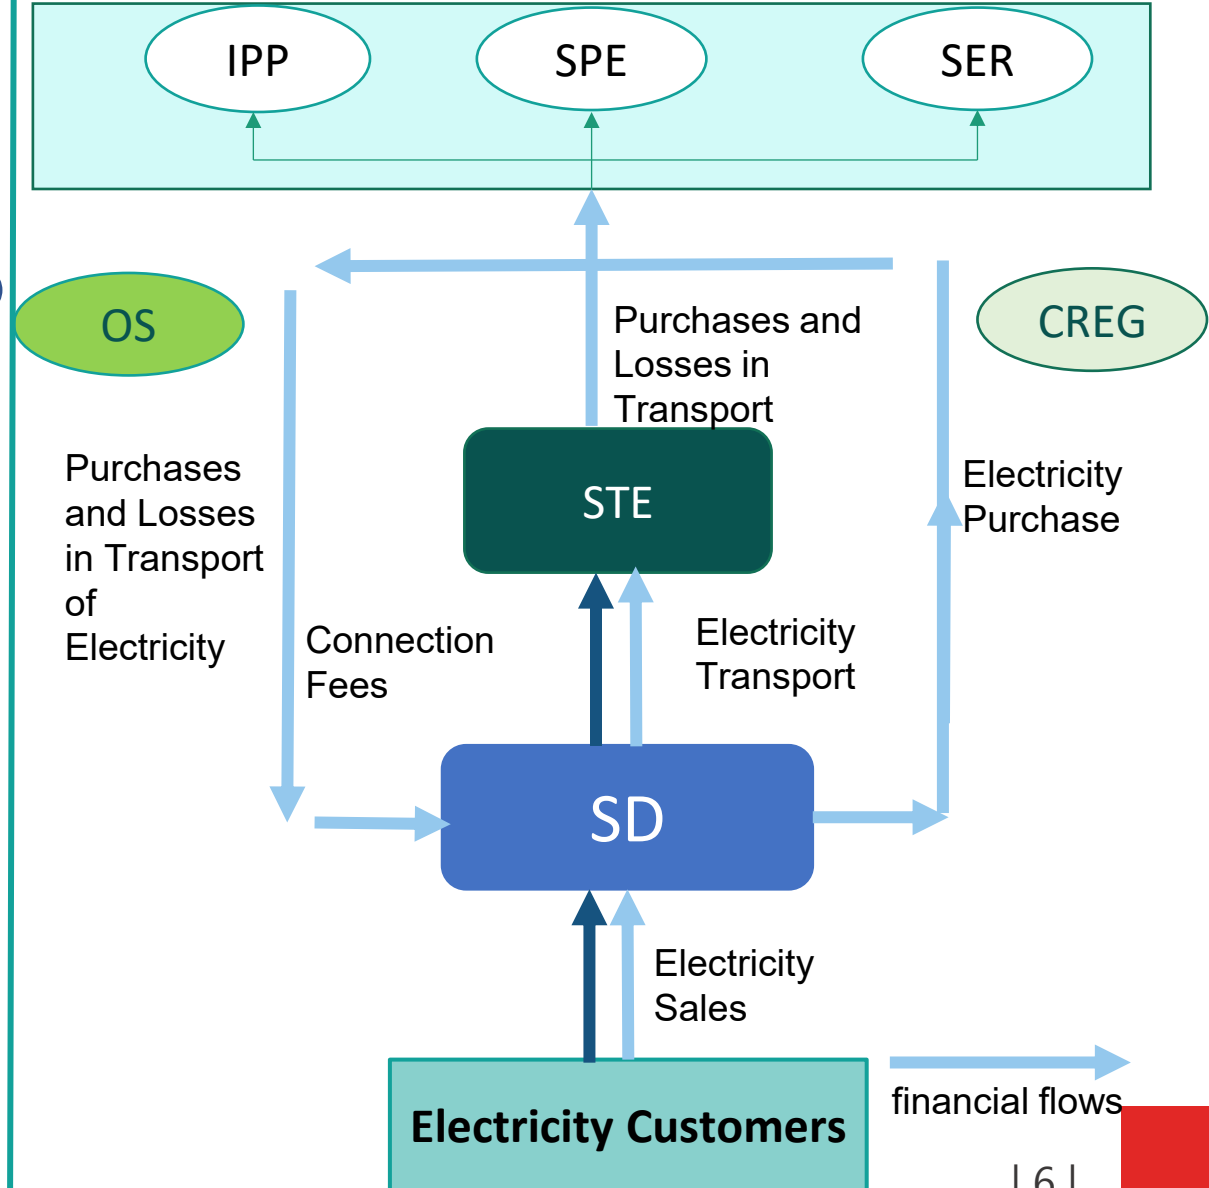 IPP
SPE
SER
OS
CREG
Purchases and
Losses in
Transport
Purchases
and Losses
in Transport
of
Electricity
STE
Electricity
Purchase
Connection
Fees
Electricity
Transport
SD
Electricity
Sales
Electricity Customers
financial flows
| 6 |